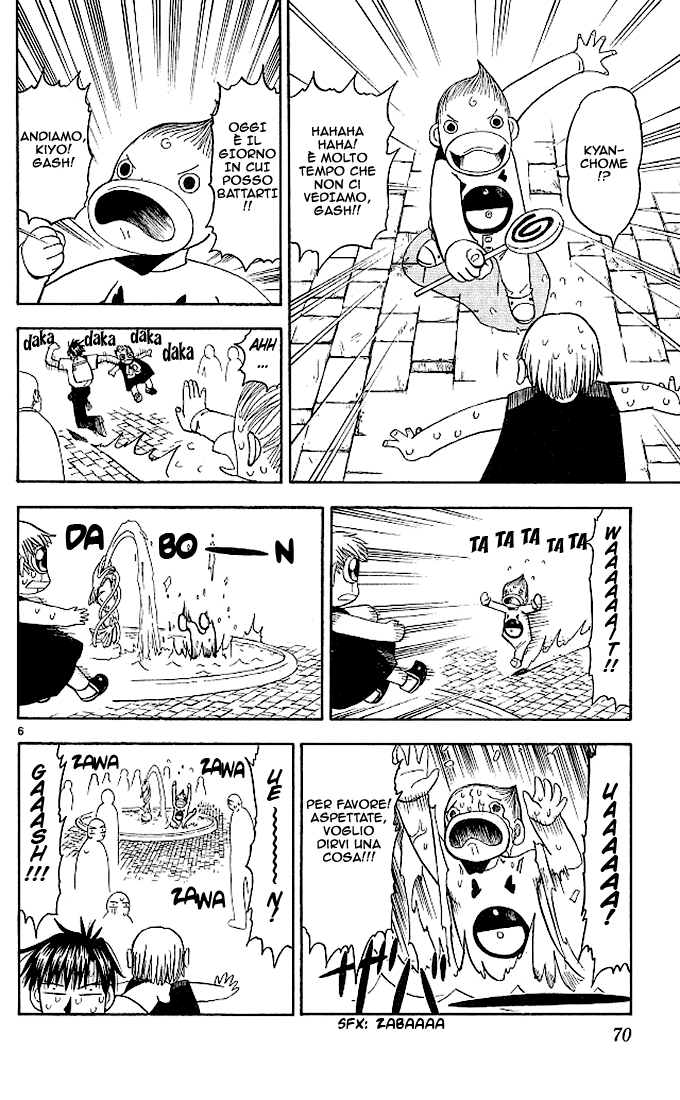 KYAN-
CHOME
!?
HAHAHA
HAHA!
È MOLTO
TEMPO CHE
NON CI
VEDIAMO,
GASH!!
OGGI
È IL
GIORNO
IN CUI
POSSO
BATTARTI
!!
ANDIAMO,
KIYO!
GASH!
AHH
...
daka
daka
daka
daka
WAAAAAAIT!!
TA TA TA TA TA
DA BO — N
UAAAAAA!
PER FAVORE!
ASPETTATE,
VOGLIO
DIRVI UNA
COSA!!!
SFX: ZABAAAA
UE~~N!
GAAASH!!!
ZAWA
ZAWA
ZAWA
6
70